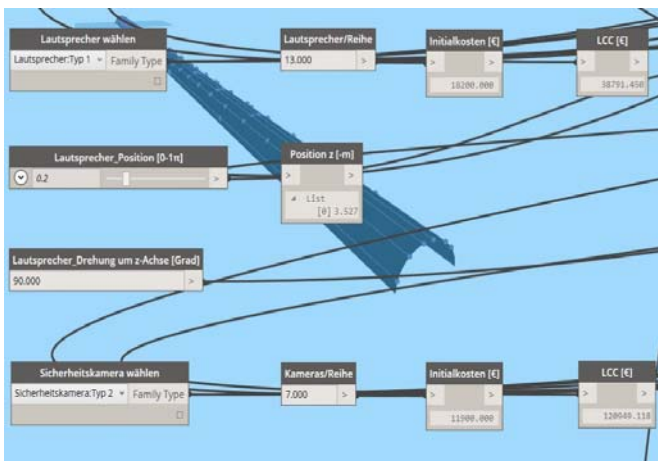 Lautsprecher wählen
Lautsprecher:Typ 1 Family Type
Lautsprecher/Reihe
13.000 >
Initialkosten [€]
> >
18200.000
LCC [€]
> >
38791.450
Lautsprecher_Position [0-1π]
0.2 >
Position z [-m]
> >
List
[0] 3.527
Lautsprecher_Drehung um z-Achse [Grad]
90.000 >
Sicherheitskamera wählen
Sicherheitskamera:Typ 2 Family Type
Kameras/Reihe
7.000 >
Initialkosten [€]
> >
11900.000
LCC [€]
> >
120949.118